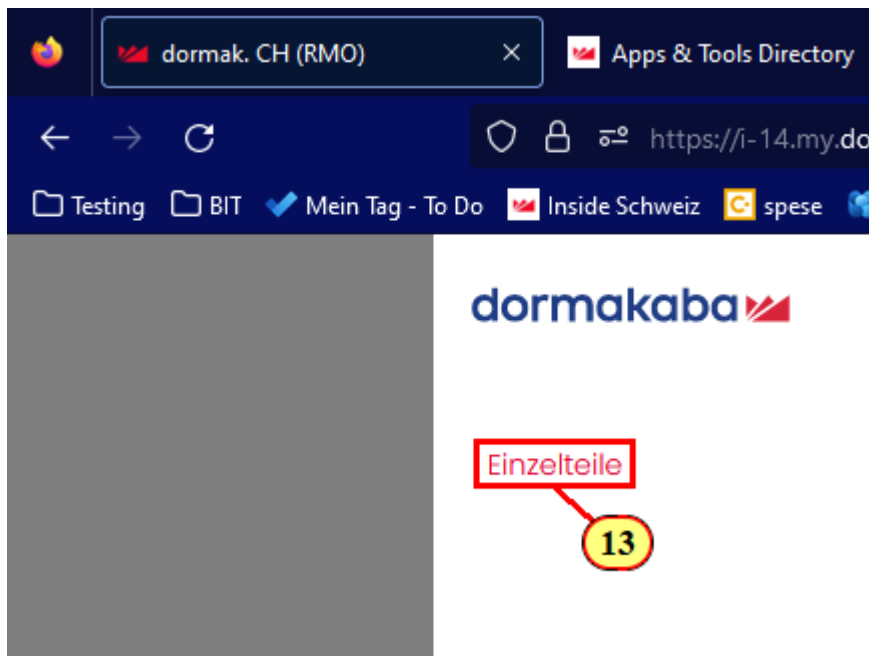 dormak. CH (RMO) Apps & Tools Directory
https://i-14.my.do
Testing BIT Mein Tag - To Do Inside Schweiz spese
dormakaba
Einzelteile
13